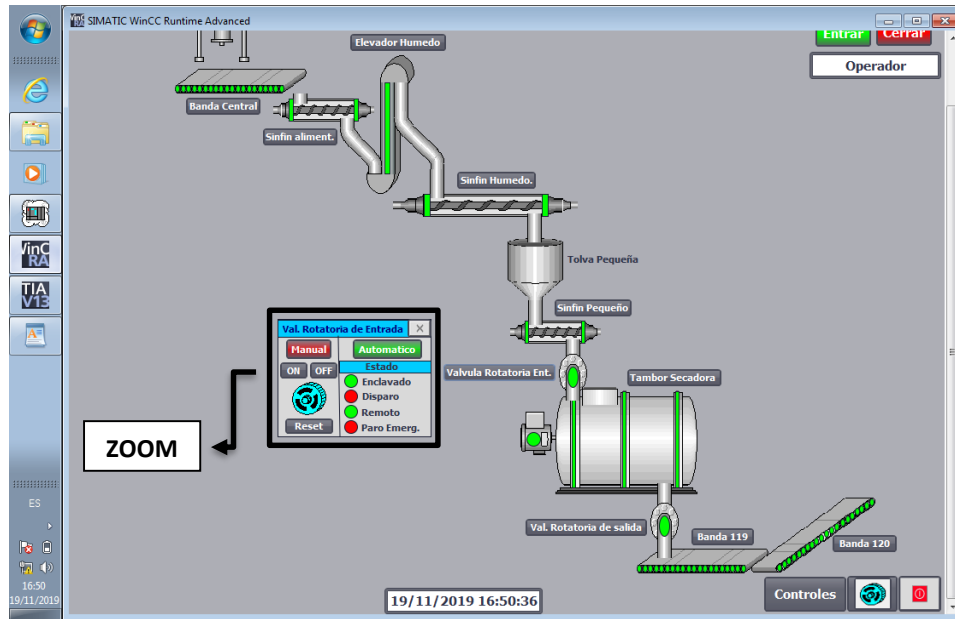 SIMATIC WinCC Runtime Advanced
Entrar Cerrar
Operador
Elevador Humedo
Banda Central
Sinfin aliment.
Sinfin Humedo.
Tolva Pequeña
Sinfin Pequeño
Val. Rotatoria de Entrada X
Manual Automatico
ON OFF Estado
Enclavado
Disparo
Remoto
Reset Paro Emerg.
ZOOM
Valvula Rotatoria Ent.
Tambor Secadora
Val. Rotatoria de salida
Banda 119
Banda 120
Controles
19/11/2019 16:50:36
WinC
RA
TIA
V13
ES
16:50
19/11/2019